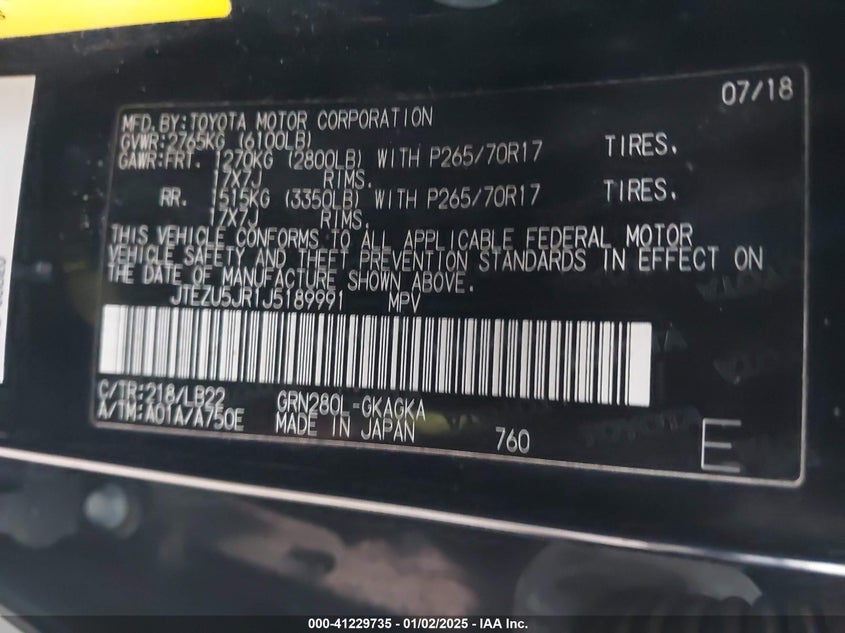 07/18
MFD.BY:TOYOTA MOTOR CORPORATION
GVWR:2765KG (6100LB)
GAWR:FRT. 1270KG (2800LB) WITH P265/70R17 TIRES,
17X7J RIMS.
RR. 1515KG (3350LB) WITH P265/70R17 TIRES,
17X7J RIMS.
THIS VEHICLE CONFORMS TO ALL APPLICABLE FEDERAL MOTOR
VEHICLE SAFETY AND THEFT PREVENTION STANDARDS IN EFFECT ON
THE DATE OF MANUFACTURE SHOWN ABOVE.
JTEZU5JR1J5189991 MPV
C/TR:218/LB22 GRN280L-GKAGKA
A/TM:A01A/A750E MADE IN JAPAN 760
E
000-41229735 - 01/02/2025 - IAA Inc.